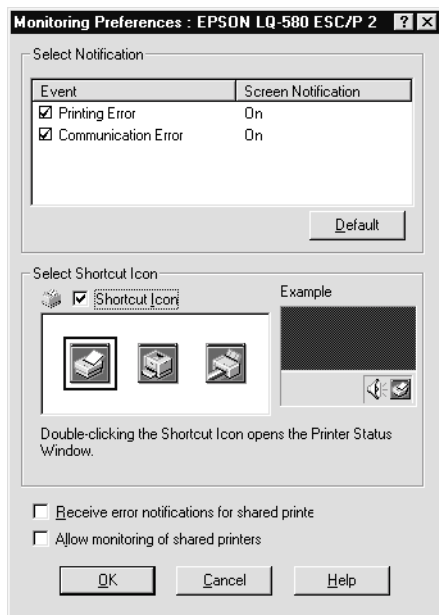 Monitoring Preferences : EPSON LQ-580 ESC/P 2 ? X
Select Notification
Event Screen Notification
Printing Error On
Communication Error On
Default
Select Shortcut Icon
Shortcut Icon
Example
Double-clicking the Shortcut Icon opens the Printer Status
Window.
Receive error notifications for shared printe
Allow monitoring of shared printers
OK Cancel Help